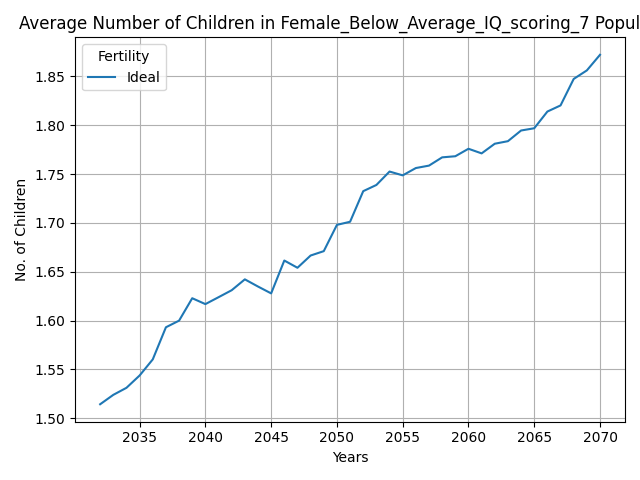 Average Number of Children in Female_Below_Average_IQ_scoring_7 Popul
Fertility
Ideal
No. of Children
1.85
1.80
1.75
1.70
1.65
1.60
1.55
1.50
2035 2040 2045 2050 2055 2060 2065 2070
Years